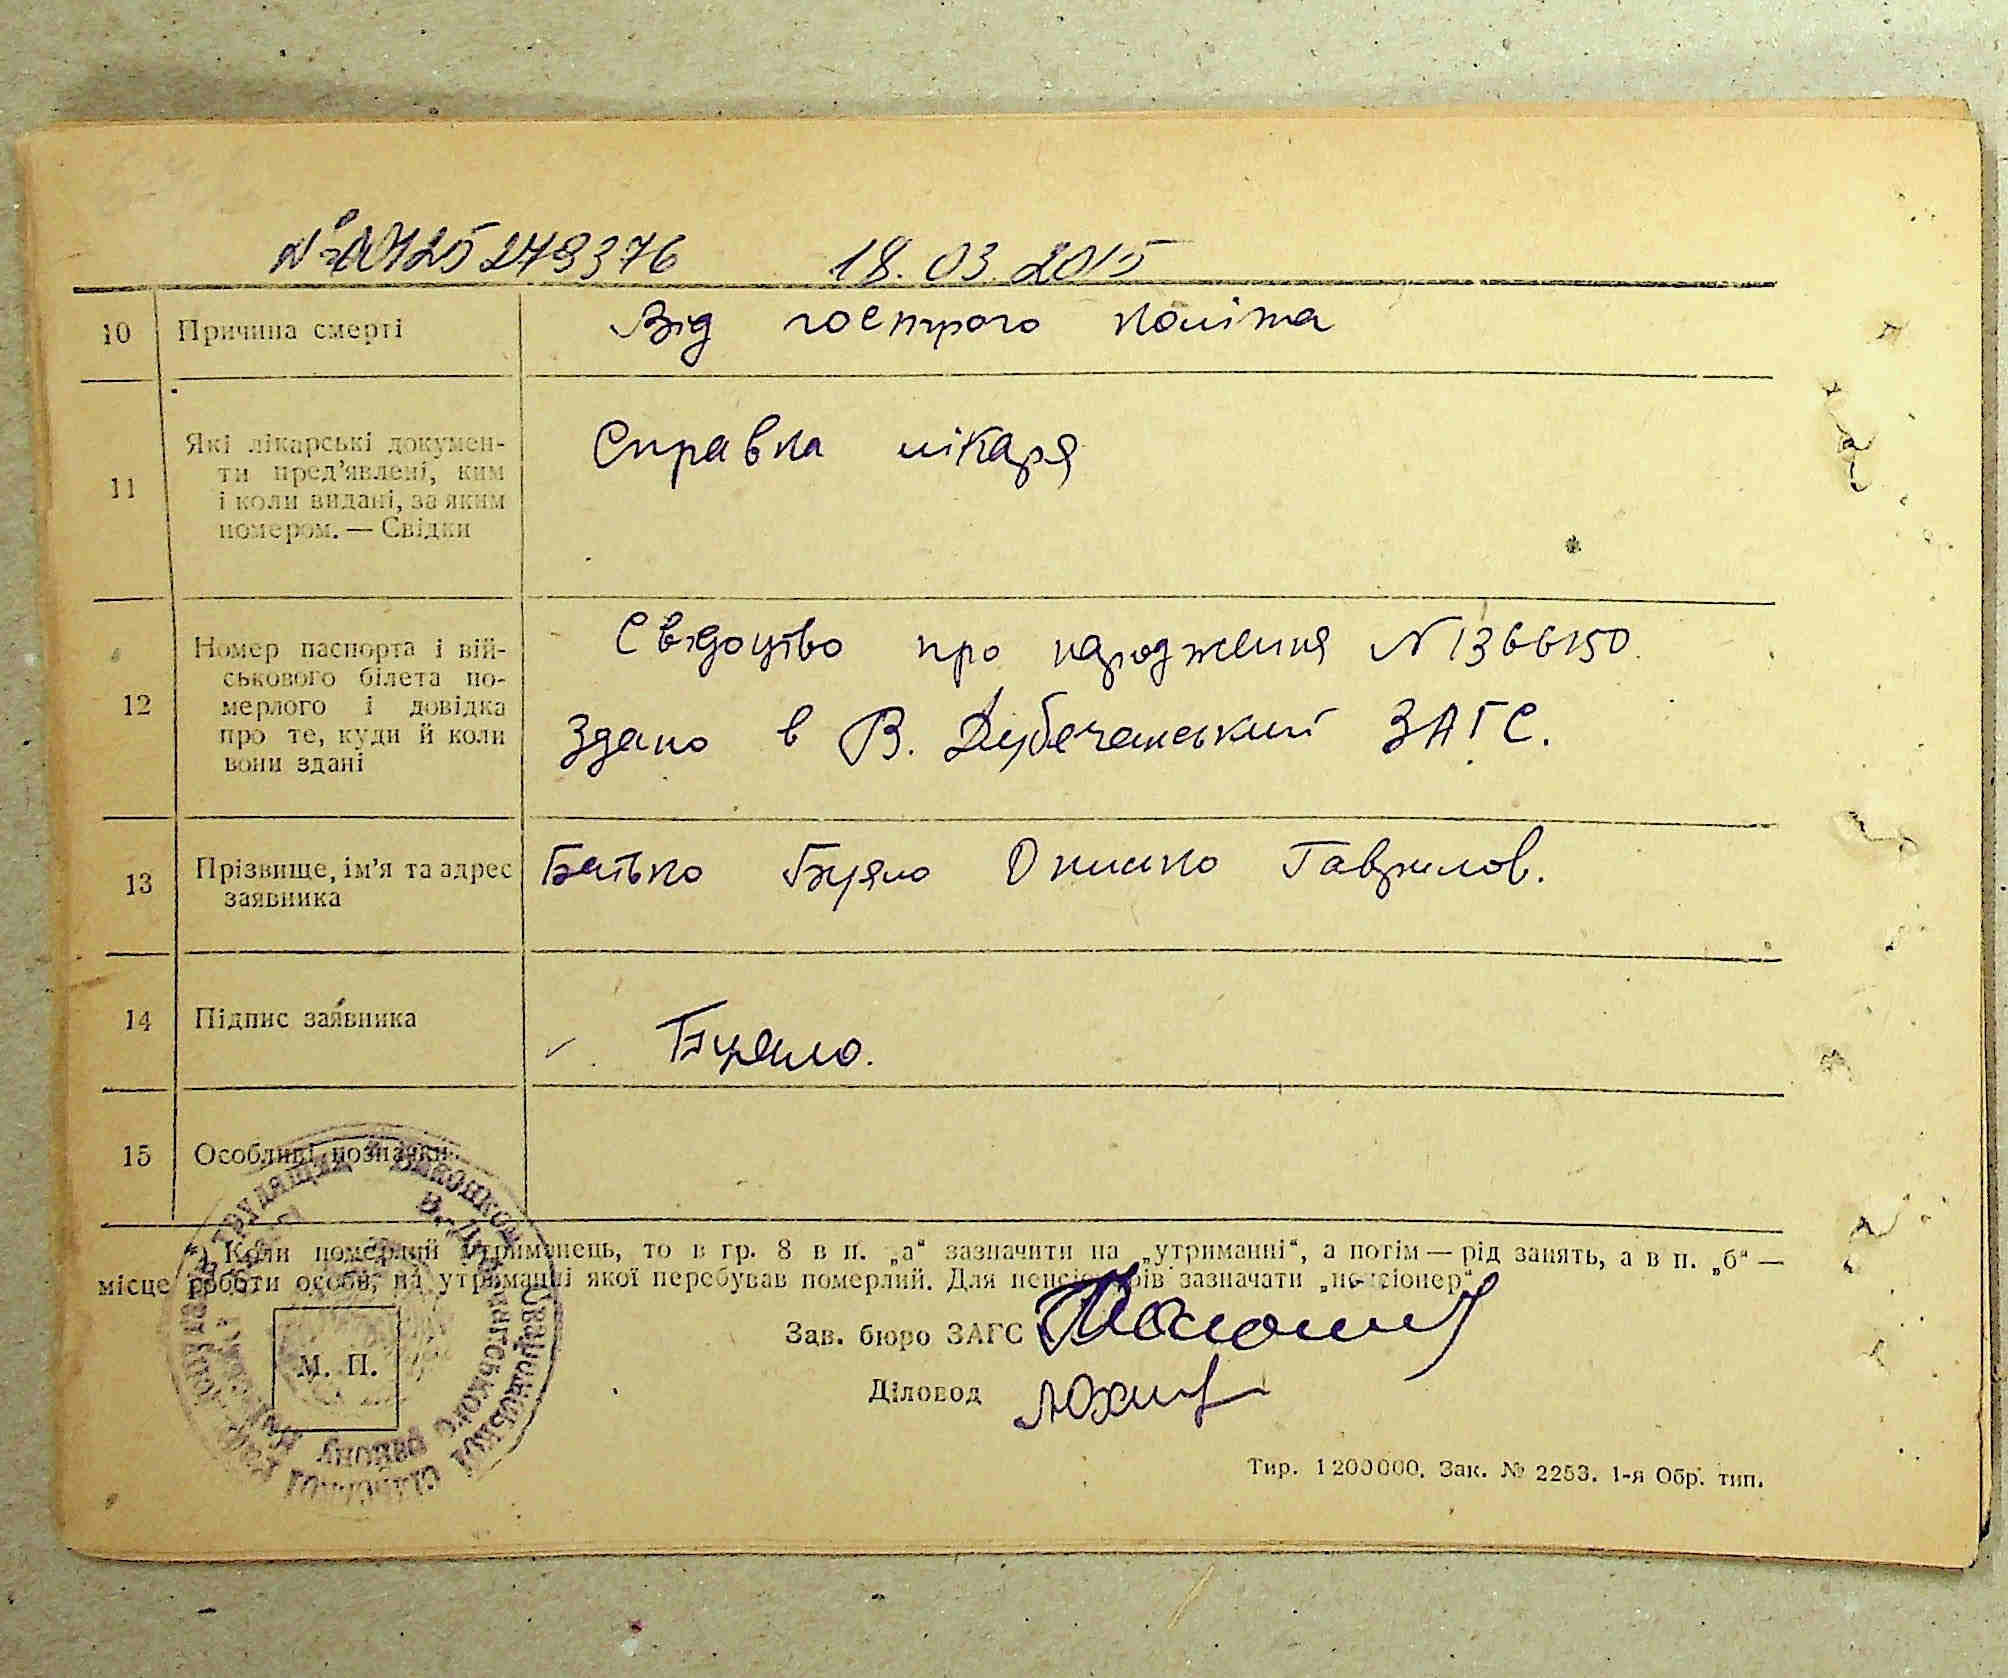 18.03.2015
10 Причина смерті Від гострого коліта
11 Які лікарські докумен-
ти пред’явлені, ким
і коли видані, за яким
номером. — Свідки
Справка лікаря
12 Номер паспорта і вій-
ськового білета по-
мерлого і довідка
про те, куди й коли
вони здані
Свідоцтво про народження N 1366150.
Здано в В. Дубечанський ЗАГС.
13 Прізвище, ім’я та адрес
заявника
Батько Буяло Онисько Гаврилов.
14 Підпис заявника Буяло.
15 Особливі позначки
Коли померлий утриманець, то в гр. 8 в п. „а“ зазначити на „утриманні“, а потім — рід занять, а в п. „б“ —
місце роботи особи, на утриманні якої перебував померлий. Для пенсіонерів зазначати „пенсіонер“
Зав. бюро ЗАГС
Діловод
М. П.
Тир. 1200000. Зак. № 2253. 1-я Обр. тип.